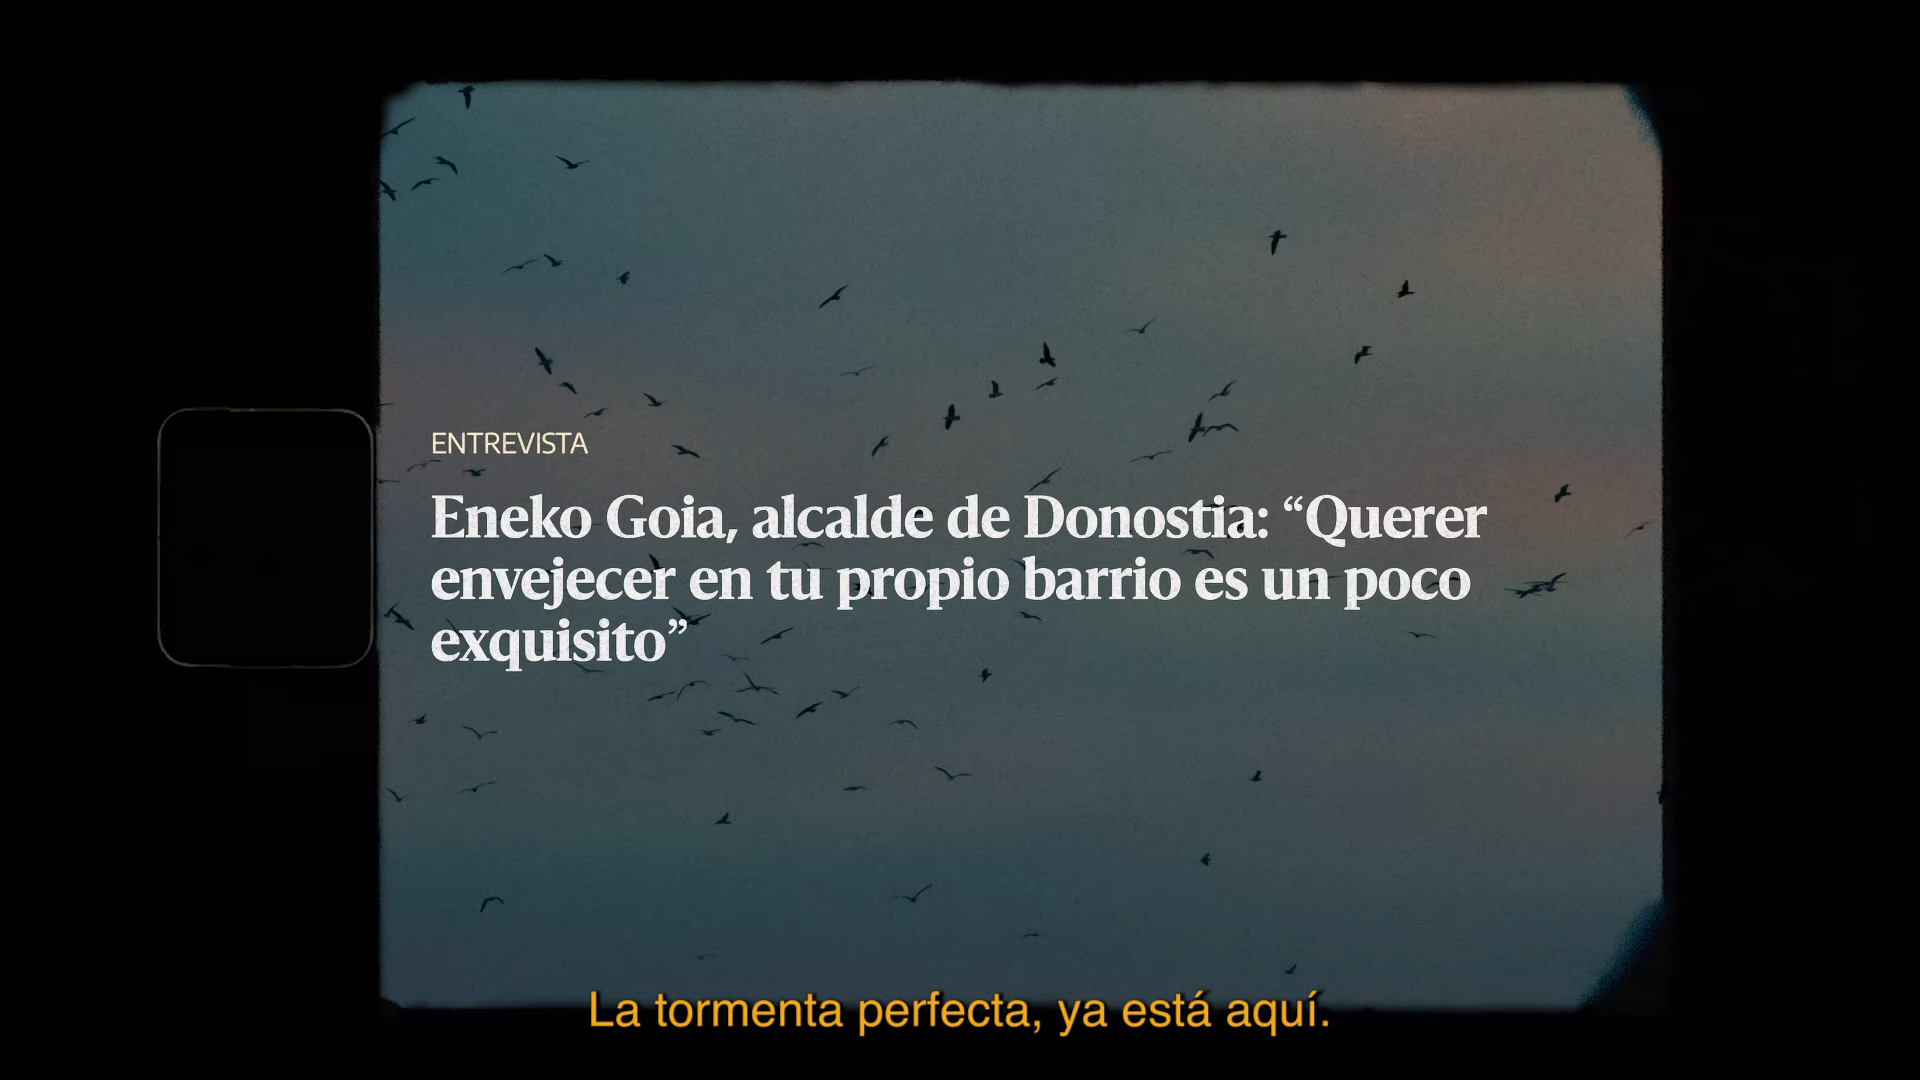 ENTREVISTA
Eneko Goia, alcalde de Donostia: “Querer
envejecer en tu propio barrio es un poco
exquisito”
La tormenta perfecta, ya está aquí.